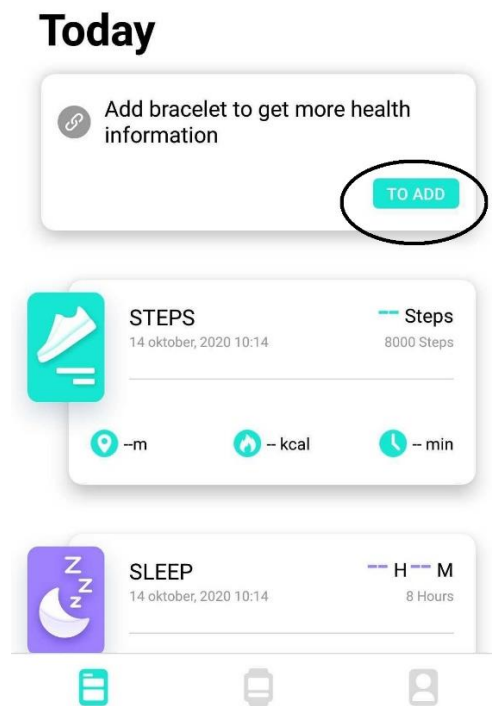 Today
Add bracelet to get more health
information
TO ADD
STEPS
-- Steps
14 oktober, 2020 10:14
8000 Steps
--m
-- kcal
-- min
Z
Z
z
SLEEP
-- H -- M
14 oktober, 2020 10:14
8 Hours